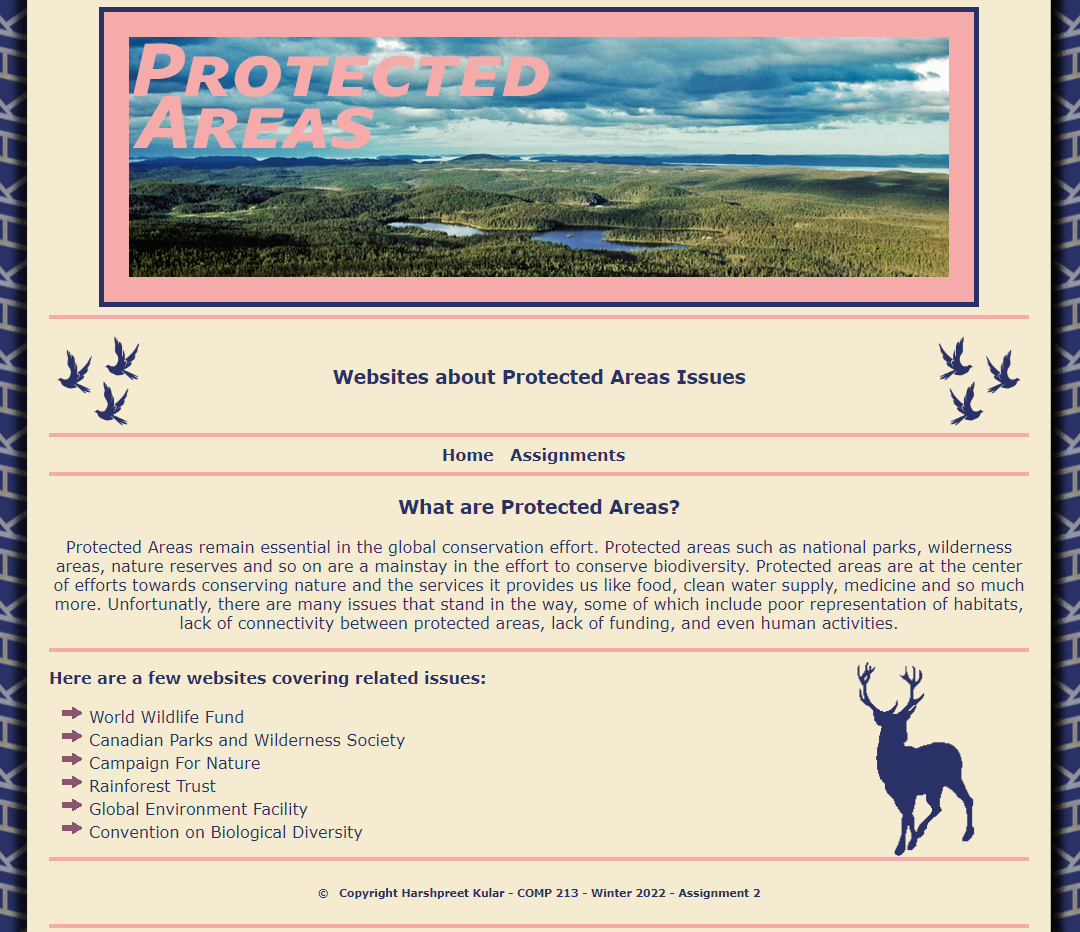 Protected
Areas
Websites about Protected Areas Issues
Home Assignments
What are Protected Areas?
Protected Areas remain essential in the global conservation effort. Protected areas such as national parks, wilderness
areas, nature reserves and so on are a mainstay in the effort to conserve biodiversity. Protected areas are at the center
of efforts towards conserving nature and the services it provides us like food, clean water supply, medicine and so much
more. Unfortunatly, there are many issues that stand in the way, some of which include poor representation of habitats,
lack of connectivity between protected areas, lack of funding, and even human activities.
Here are a few websites covering related issues:
World Wildlife Fund
Canadian Parks and Wilderness Society
Campaign For Nature
Rainforest Trust
Global Environment Facility
Convention on Biological Diversity
© Copyright Harshpreet Kular - COMP 213 - Winter 2022 - Assignment 2